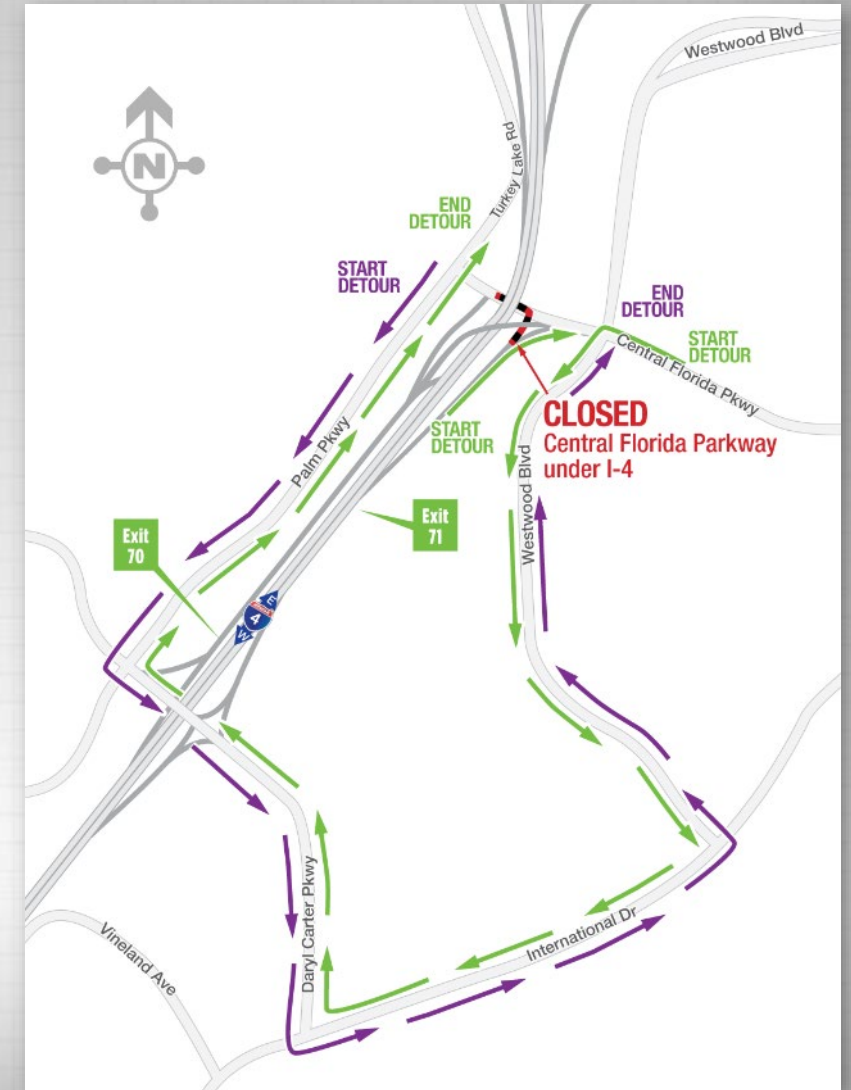 Westwood Blvd
N
Turkey Lake Rd
END
DETOUR
START
DETOUR
END
DETOUR
START
DETOUR
Central Florida Pkwy
CLOSED
Central Florida Parkway
under I-4
START
DETOUR
Palm Pkwy
Westwood Blvd
Exit
71
Exit
70
E
4
W
Daryl Carter Pkwy
International Dr
Vineland Ave